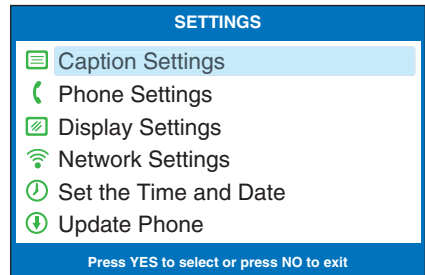 SETTINGS
Caption Settings
Phone Settings
Display Settings
Network Settings
Set the Time and Date
Update Phone
Press YES to select or press NO to exit